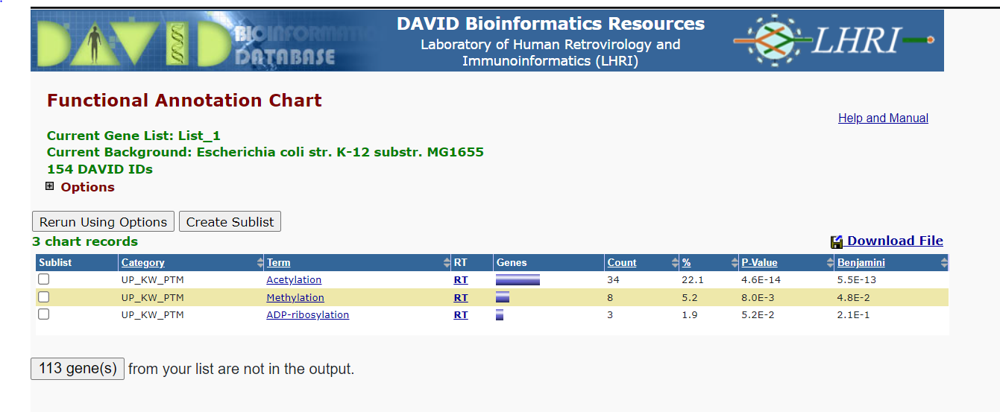 DAVID BIOINFORMATICS
DATABASE
DAVID Bioinformatics Resources
Laboratory of Human Retrovirology and
Immunoinformatics (LHRI)
LHRI
Functional Annotation Chart
Help and Manual
Current Gene List: List_1
Current Background: Escherichia coli str. K-12 substr. MG1655
154 DAVID IDs
Options
Rerun Using Options Create Sublist
3 chart records Download File
Sublist Category Term RT Genes Count % P-Value Benjamini
UP_KW_PTM Acetylation RT 34 22.1 4.6E-14 5.5E-13
UP_KW_PTM Methylation RT 8 5.2 8.0E-3 4.8E-2
UP_KW_PTM ADP-ribosylation RT 3 1.9 5.2E-2 2.1E-1
113 gene(s) from your list are not in the output.